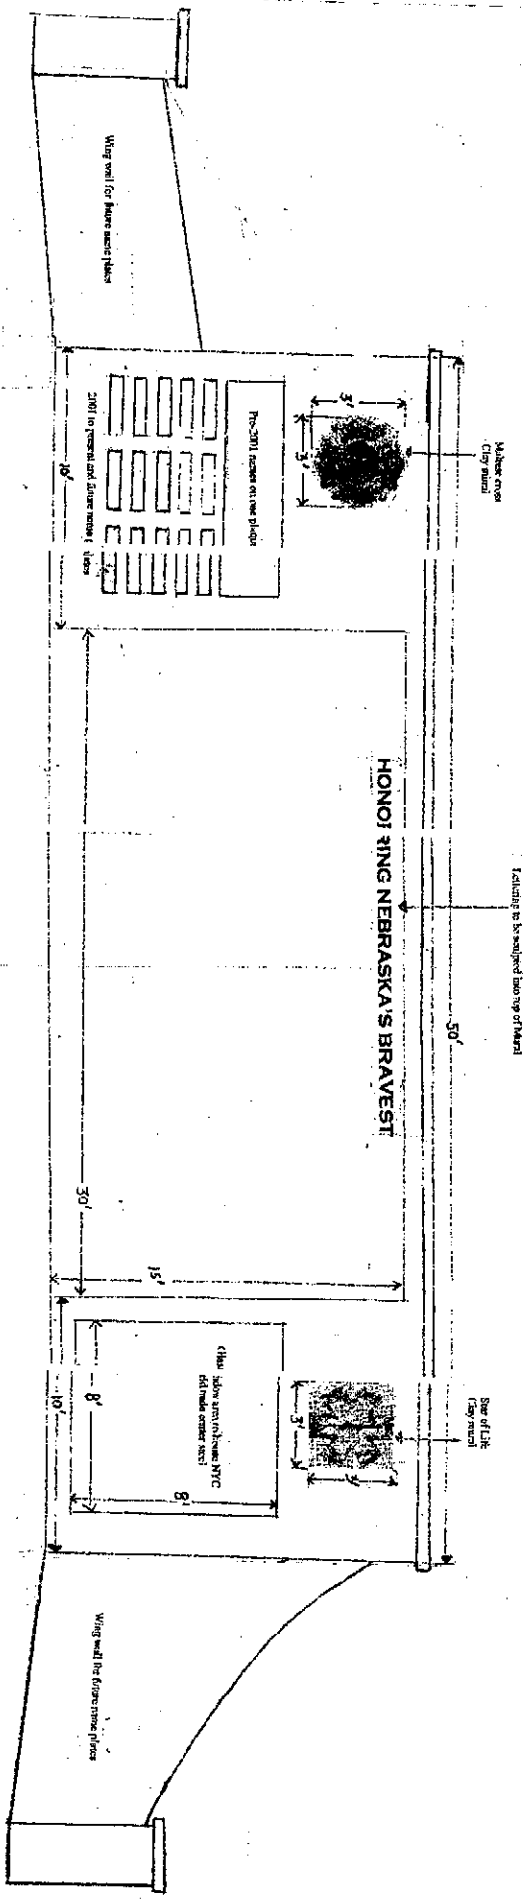 Lettering to be sculpted into top of Mural
50'
Maltese cross
Clay mural
Star of Life
Clay mural
HONORING NEBRASKA'S BRAVEST
3'
3'
3'
3'
Pre-2001 names on one plaque
2001 to present and future name plates
area to house NYC
trade center steel
8'
8'
15'
30'
10'
10'
Wing wall for future name plates
Wing wall for future name plates